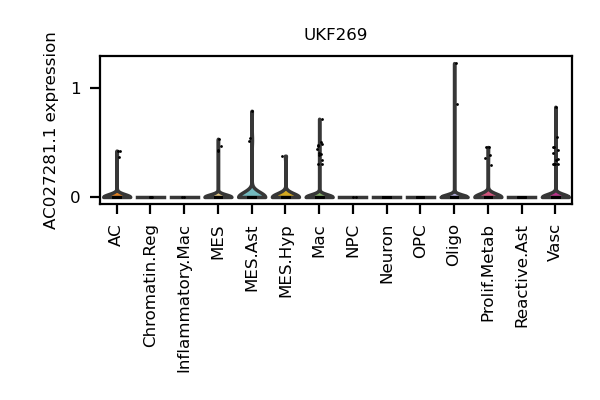 UKF269
AC027281.1 expression
1
0
AC
Chromatin.Reg
Inflammatory.Mac
MES
MES.Ast
MES.Hyp
Mac
NPC
Neuron
OPC
Oligo
Prolif.Metab
Reactive.Ast
Vasc